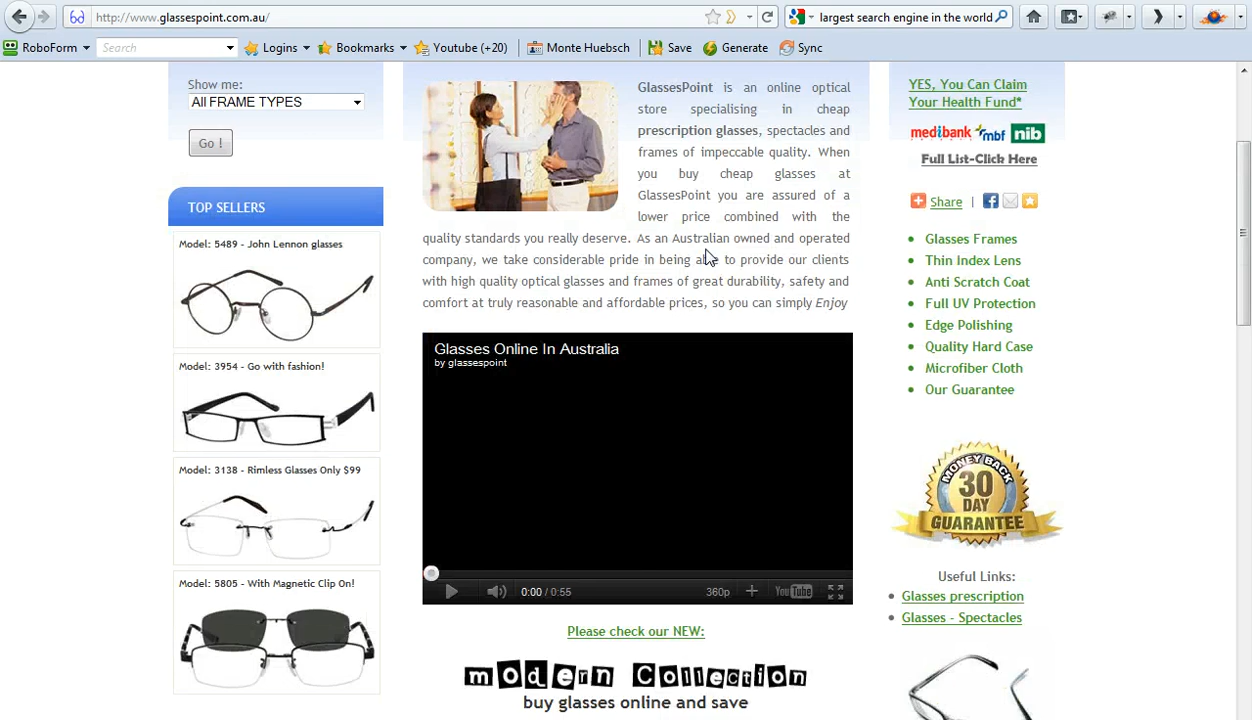 http://www.glassespoint.com.au/
largest search engine in the world
RoboForm
Search
Logins
Bookmarks
Youtube (+20)
Monte Huebsch
Save
Generate
Sync
Show me:
All FRAME TYPES
Go !
TOP SELLERS
Model: 5489 - John Lennon glasses
Model: 3954 - Go with fashion!
Model: 3138 - Rimless Glasses Only $99
Model: 5805 - With Magnetic Clip On!
GlassesPoint is an online optical
store specialising in cheap
prescription glasses, spectacles and
frames of impeccable quality. When
you buy cheap glasses at
GlassesPoint you are assured of a
lower price combined with the
quality standards you really deserve. As an Australian owned and operated
company, we take considerable pride in being able to provide our clients
with high quality optical glasses and frames of great durability, safety and
comfort at truly reasonable and affordable prices, so you can simply Enjoy
Glasses Online In Australia
by glassespoint
0:00 / 0:55
360p
YouTube
Please check our NEW:
modern Collection
buy glasses online and save
YES, You Can Claim
Your Health Fund*
medibank mbf nib
Full List-Click Here
Share |
Glasses Frames
Thin Index Lens
Anti Scratch Coat
Full UV Protection
Edge Polishing
Quality Hard Case
Microfiber Cloth
Our Guarantee
MONEY BACK
30
DAY
GUARANTEE
Useful Links:
Glasses prescription
Glasses - Spectacles